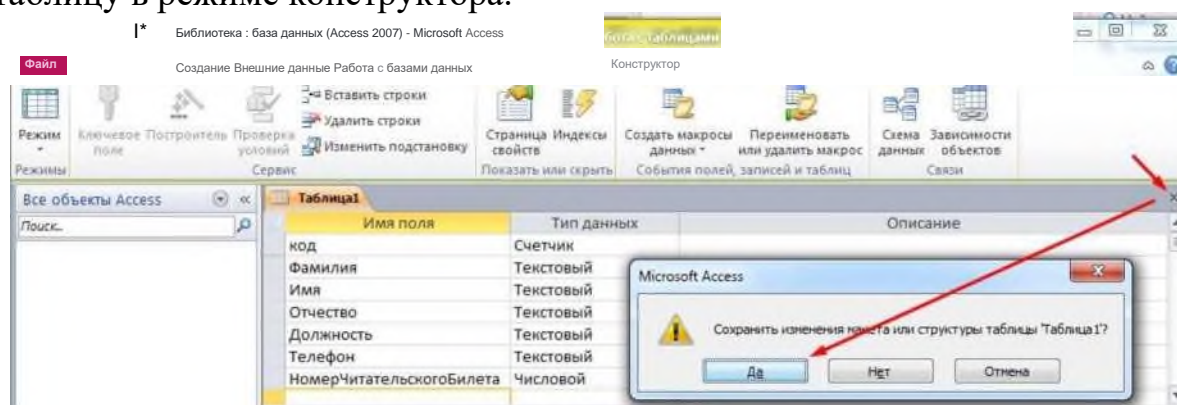 таблицу в режиме конструктора.
I* Библиотека : база данных (Access 2007) - Microsoft Access
бота с таблицами
Файл Создание Внешние данные Работа с базами данных Конструктор
Режим Ключевое поле Построитель Проверка условий Вставить строки Удалить строки Изменить подстановку Страница свойств Индексы Создать макросы данных Переименовать или удалить макрос Схема данных Зависимости объектов
Режимы Сервис Показать или скрыть События полей, записей и таблиц Связи
Все объекты Access « Таблица1
Поиск... Имя поля Тип данных Описание
код Счетчик
Фамилия Текстовый
Имя Текстовый
Отчество Текстовый
Должность Текстовый
Телефон Текстовый
НомерЧитательскогоБилета Числовой
Microsoft Access
Сохранить изменения макета или структуры таблицы 'Таблица1'?
Да Нет Отмена